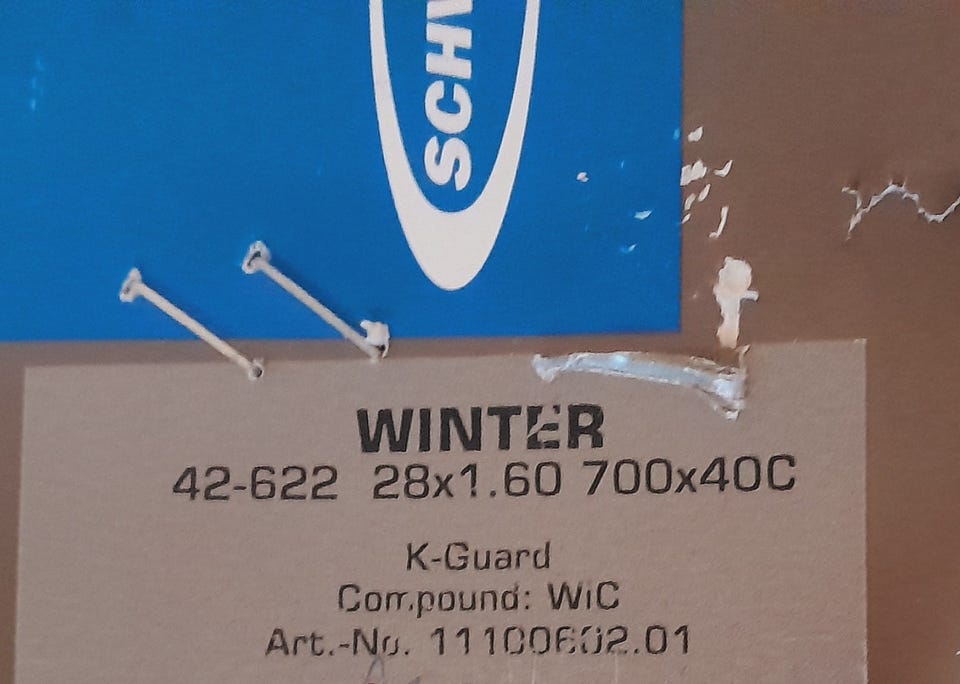 SCHW
WINTER
42-622 28x1.60 700x40C
K-Guard
Compound: WiC
Art.-No. 11100602.01